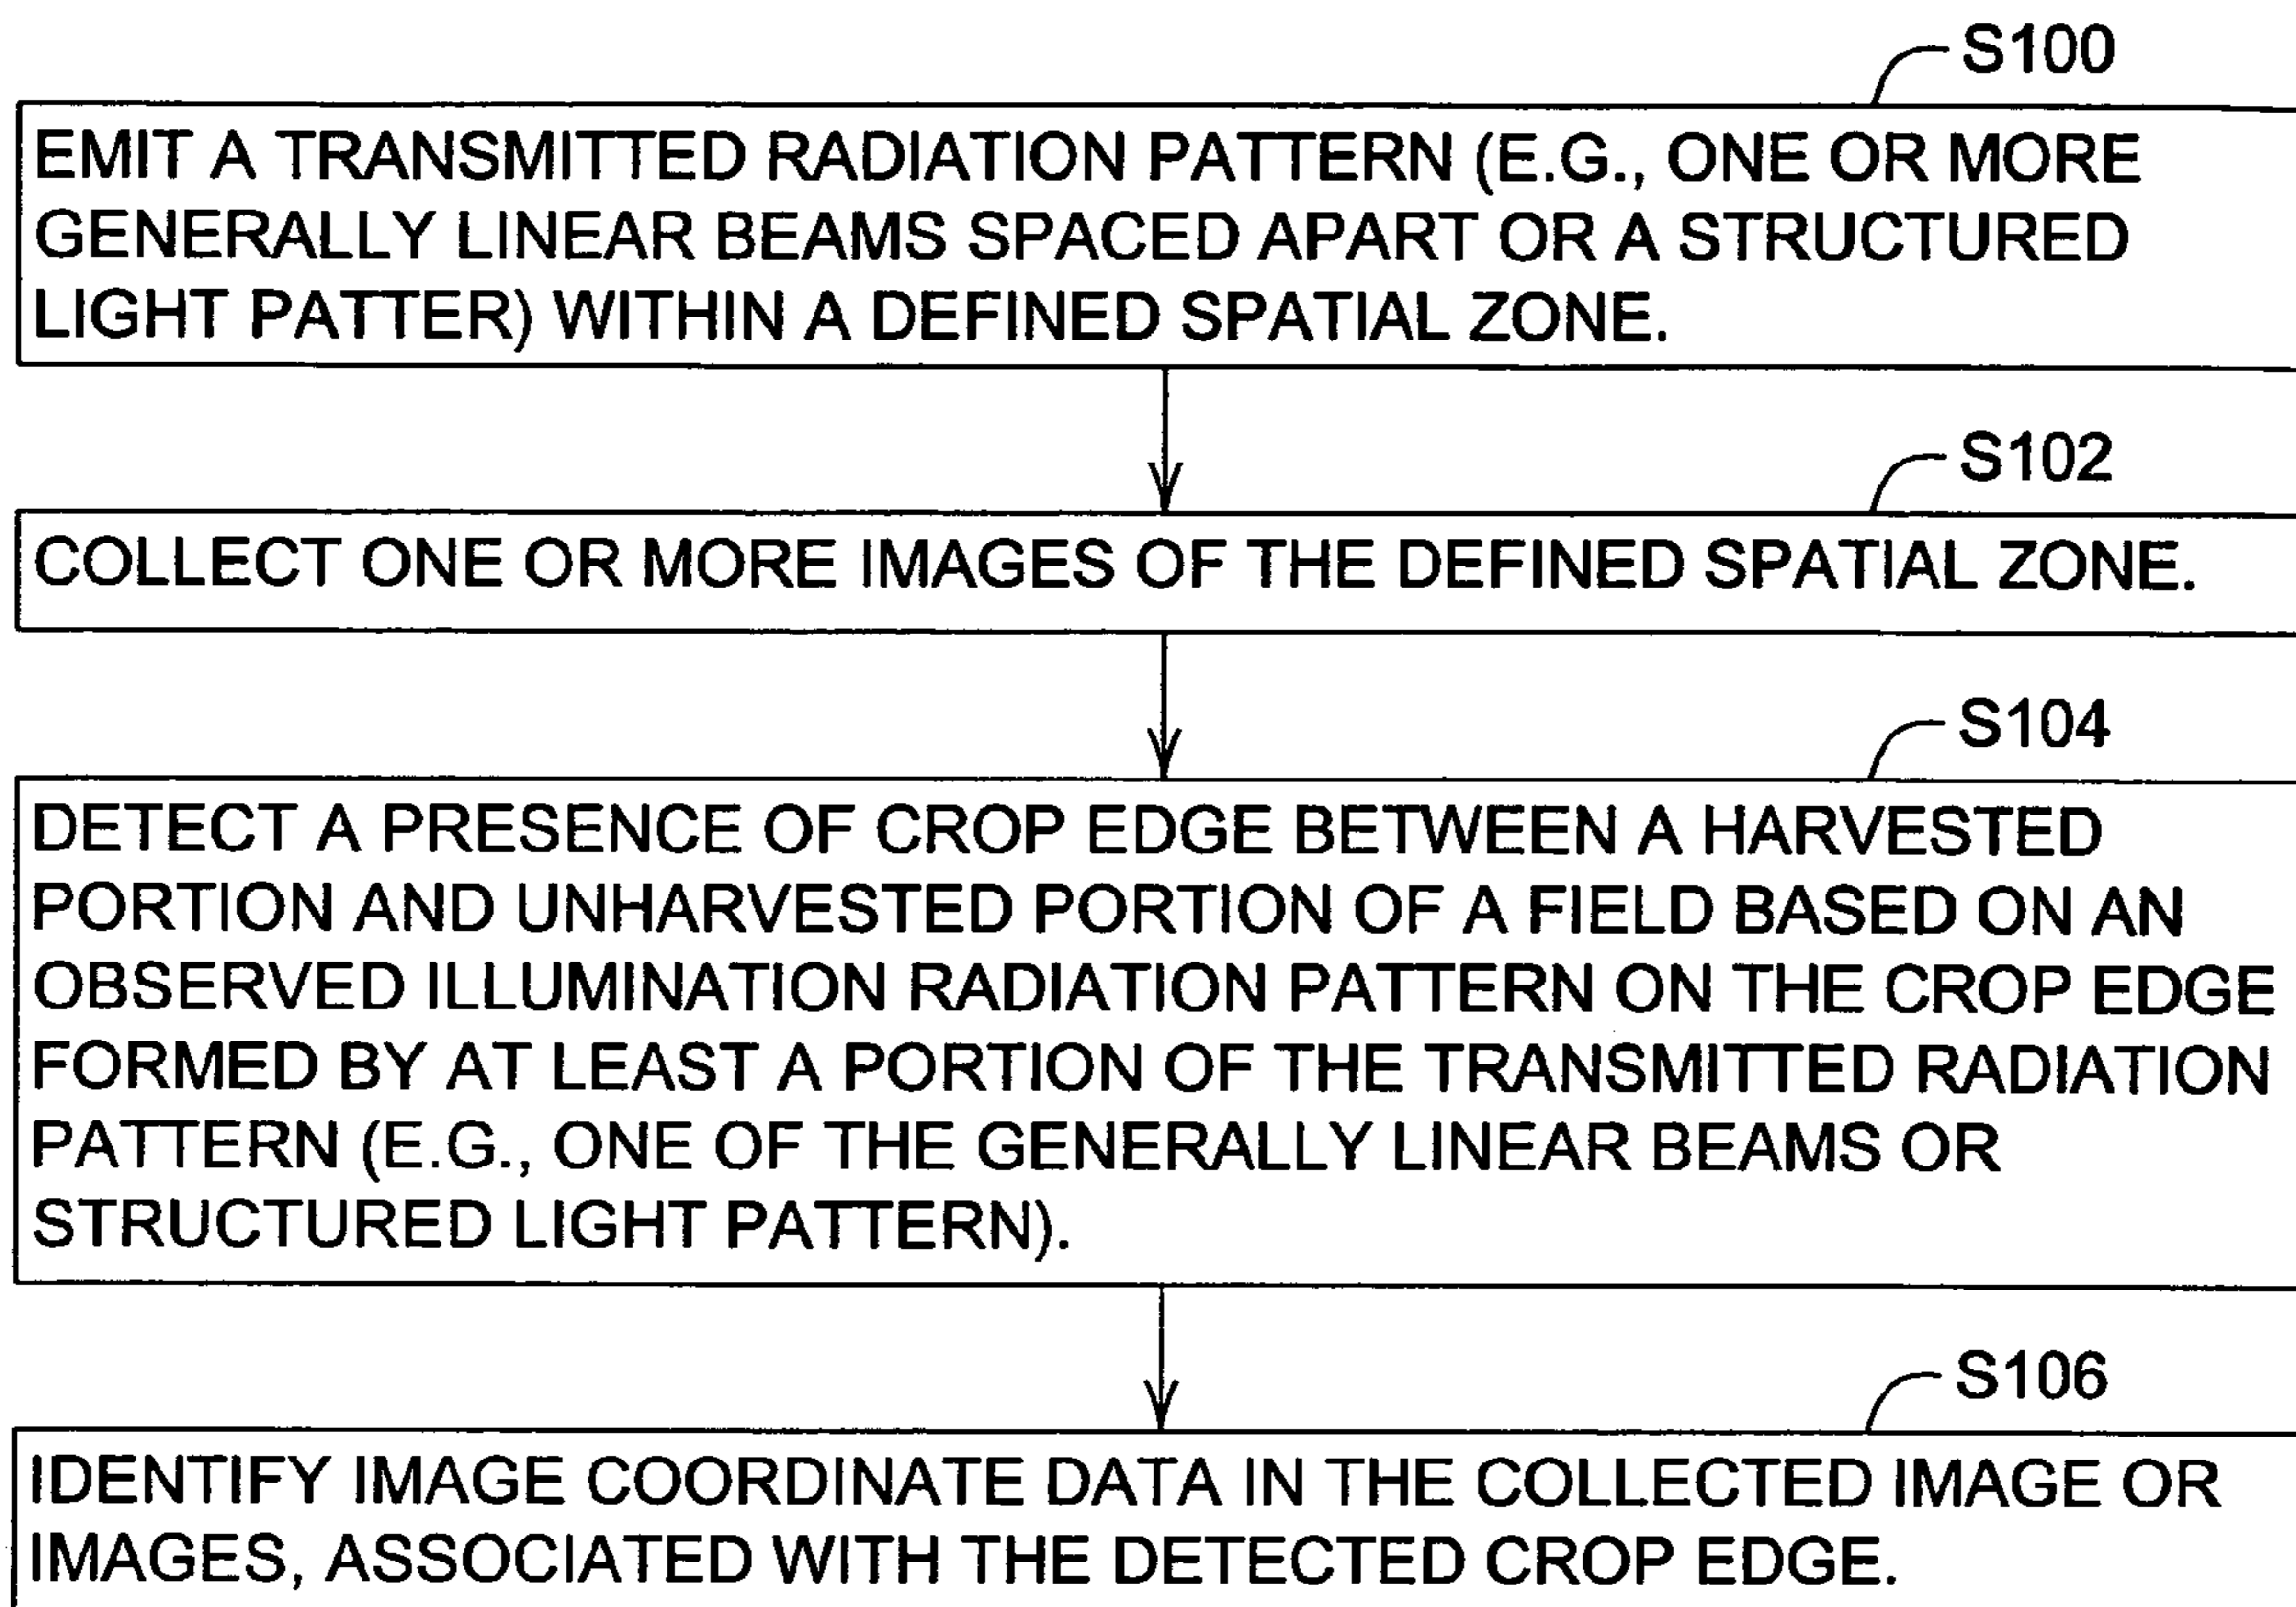 S100
EMIT A TRANSMITTED RADIATION PATTERN (E.G., ONE OR MORE
GENERALLY LINEAR BEAMS SPACED APART OR A STRUCTURED
LIGHT PATTER) WITHIN A DEFINED SPATIAL ZONE.
S102
COLLECT ONE OR MORE IMAGES OF THE DEFINED SPATIAL ZONE.
S104
DETECT A PRESENCE OF CROP EDGE BETWEEN A HARVESTED
PORTION AND UNHARVESTED PORTION OF A FIELD BASED ON AN
OBSERVED ILLUMINATION RADIATION PATTERN ON THE CROP EDGE
FORMED BY AT LEAST A PORTION OF THE TRANSMITTED RADIATION
PATTERN (E.G., ONE OF THE GENERALLY LINEAR BEAMS OR
STRUCTURED LIGHT PATTERN).
S106
IDENTIFY IMAGE COORDINATE DATA IN THE COLLECTED IMAGE OR
IMAGES, ASSOCIATED WITH THE DETECTED CROP EDGE.